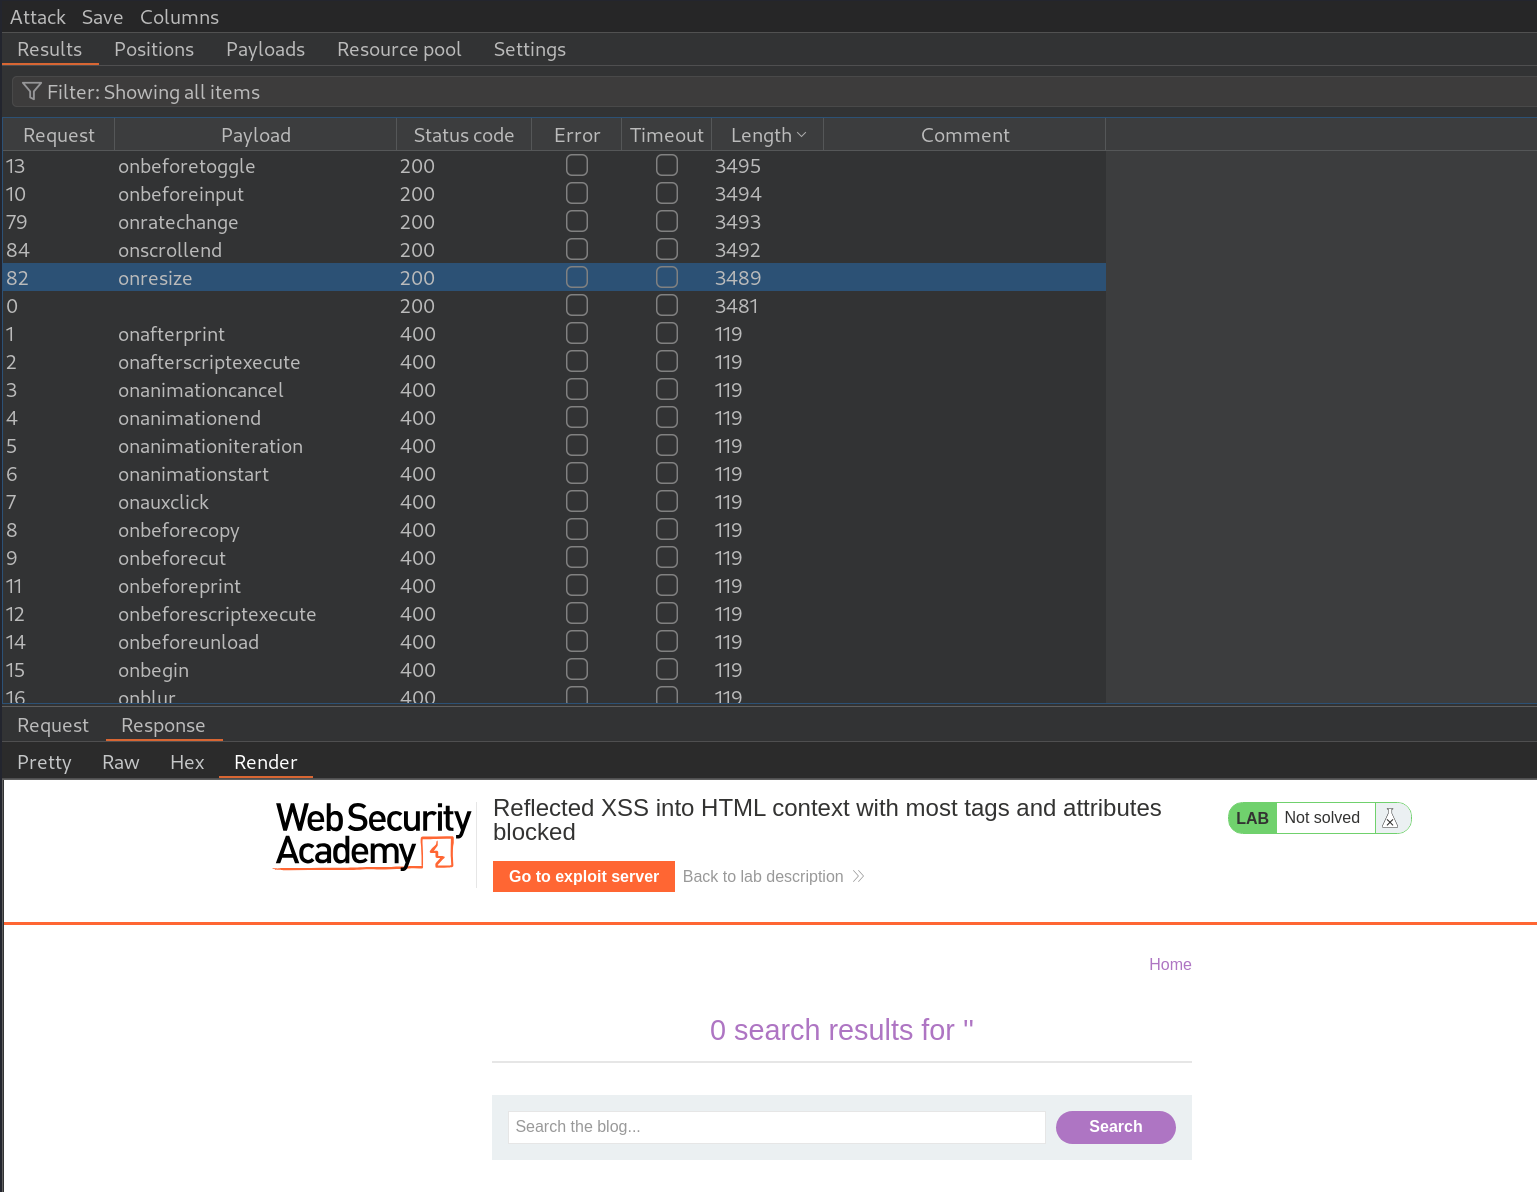 Attack Save Columns
Results Positions Payloads Resource pool Settings
Filter: Showing all items
Request Payload Status code Error Timeout Length Comment
13 onbeforetoggle 200 3495
10 onbeforeinput 200 3494
79 onratechange 200 3493
84 onscrollend 200 3492
82 onresize 200 3489
0 200 3481
1 onafterprint 400 119
2 onafterscriptexecute 400 119
3 onanimationcancel 400 119
4 onanimationend 400 119
5 onanimationiteration 400 119
6 onanimationstart 400 119
7 onauxclick 400 119
8 onbeforecopy 400 119
9 onbeforecut 400 119
11 onbeforeprint 400 119
12 onbeforescriptexecute 400 119
14 onbeforeunload 400 119
15 onbegin 400 119
16 onblur 400 119
Request Response
Pretty Raw Hex Render
Web Security
Academy
Reflected XSS into HTML context with most tags and attributes
blocked
LAB Not solved
Go to exploit server Back to lab description
Home
0 search results for "
Search the blog... Search